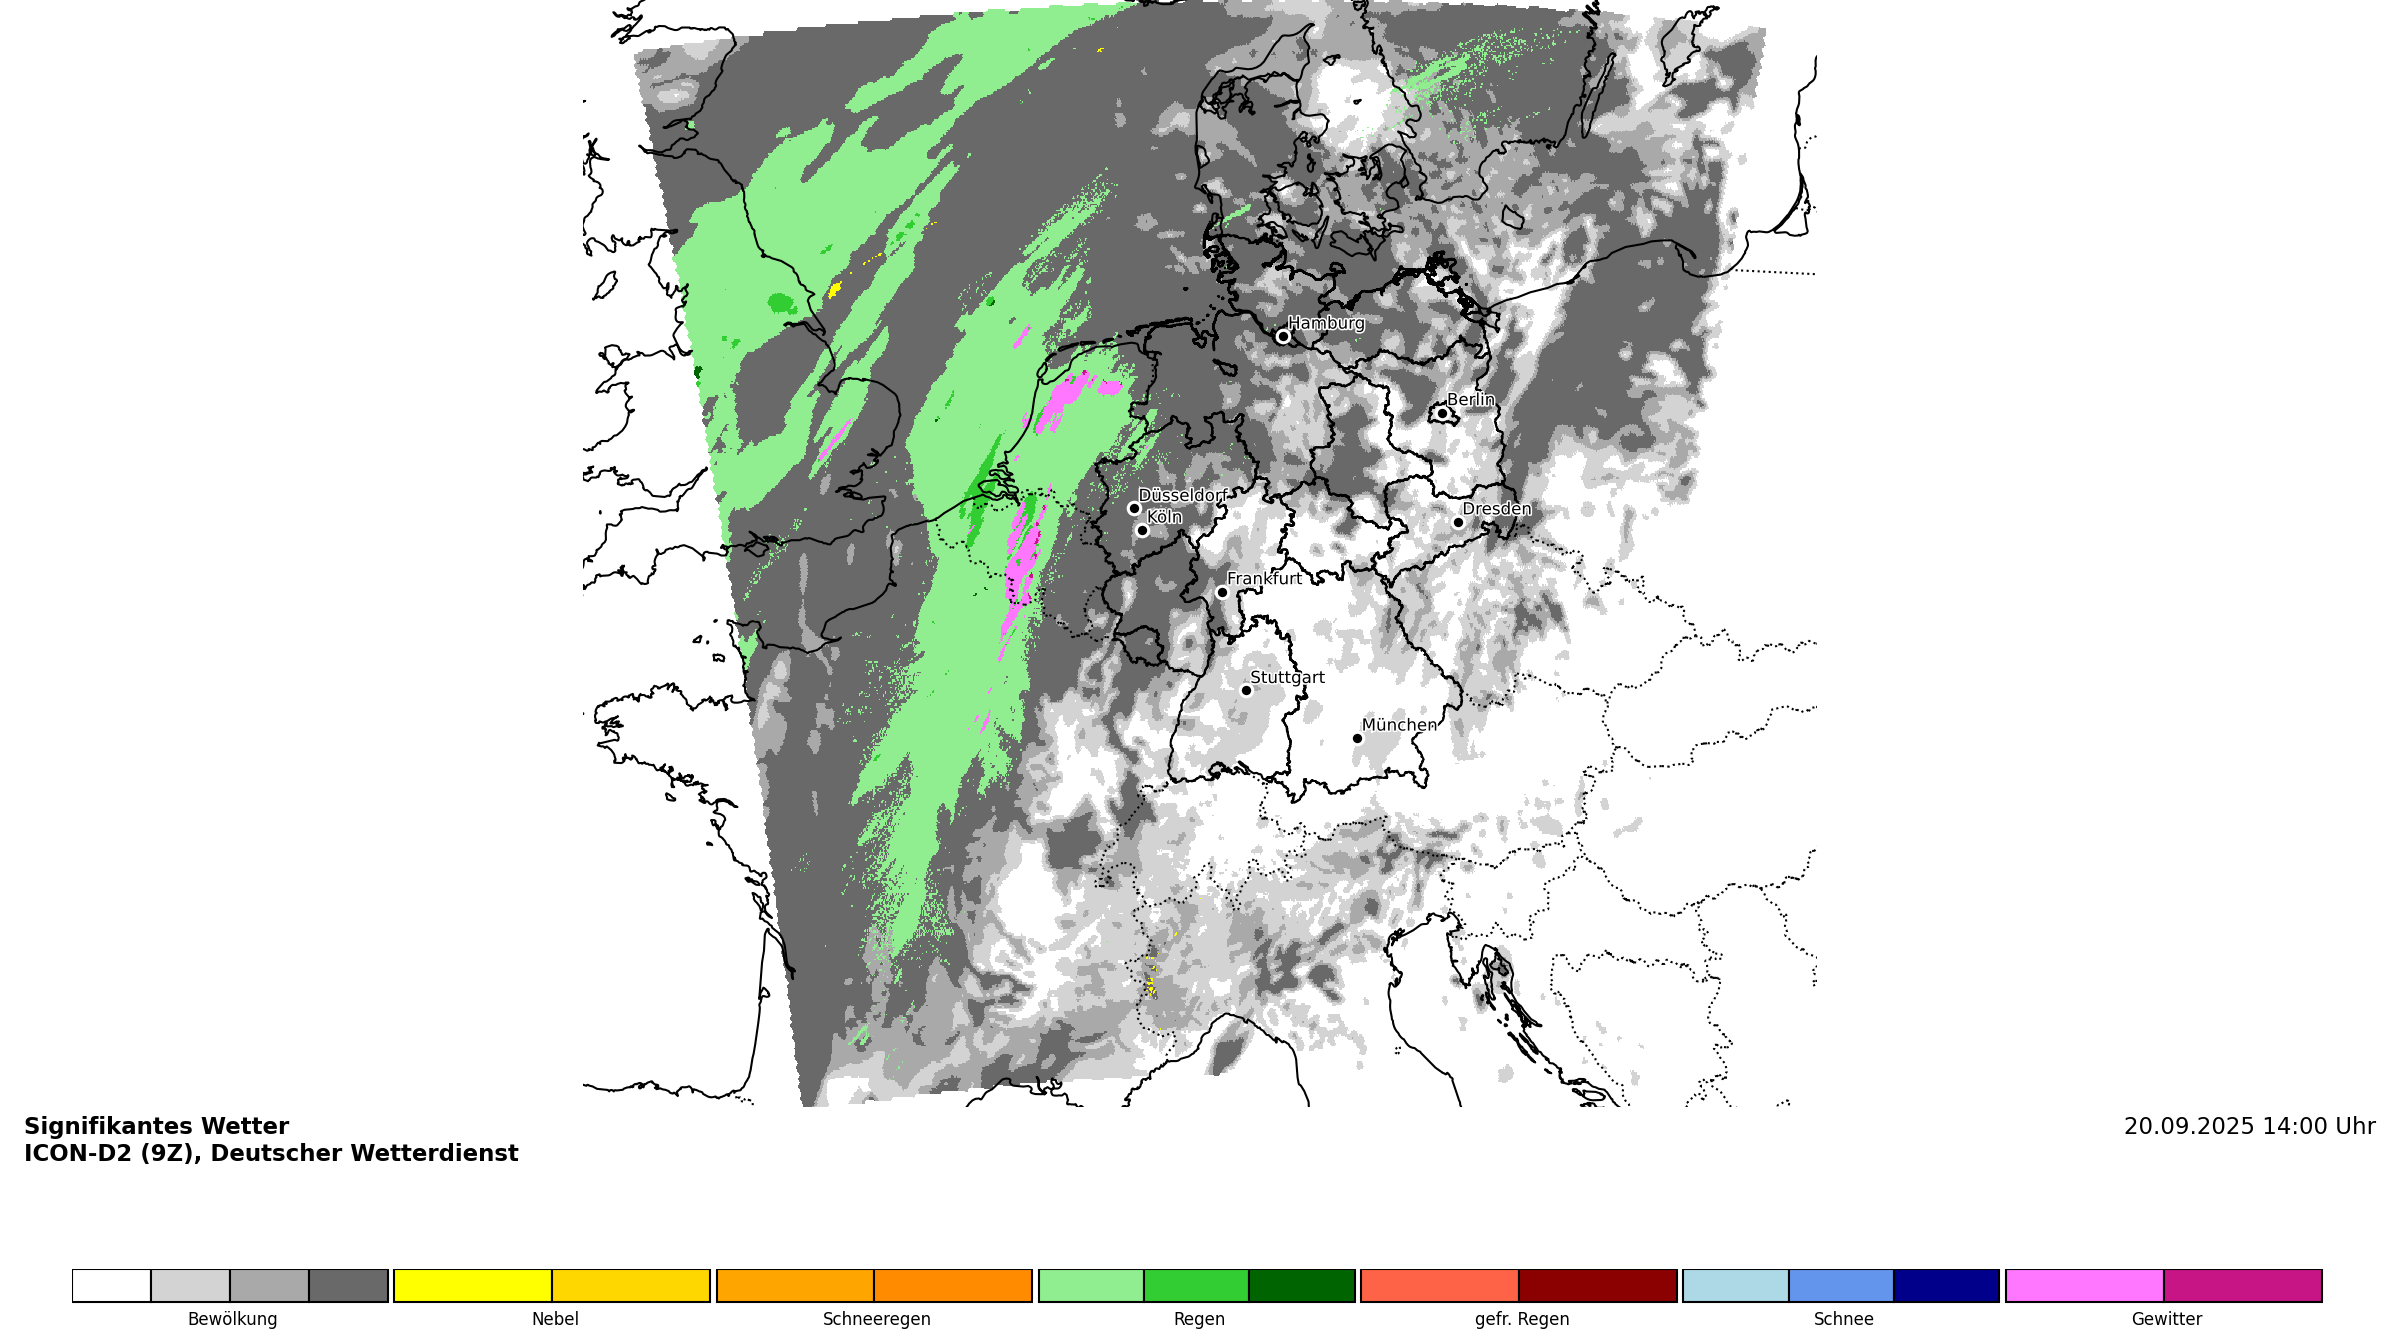 Hamburg
Berlin
Düsseldorf
Köln
Dresden
Frankfurt
Stuttgart
München
Signifikantes Wetter
ICON-D2 (9Z), Deutscher Wetterdienst
20.09.2025 14:00 Uhr
Bewölkung
Nebel
Schneeregen
Regen
gefr. Regen
Schnee
Gewitter